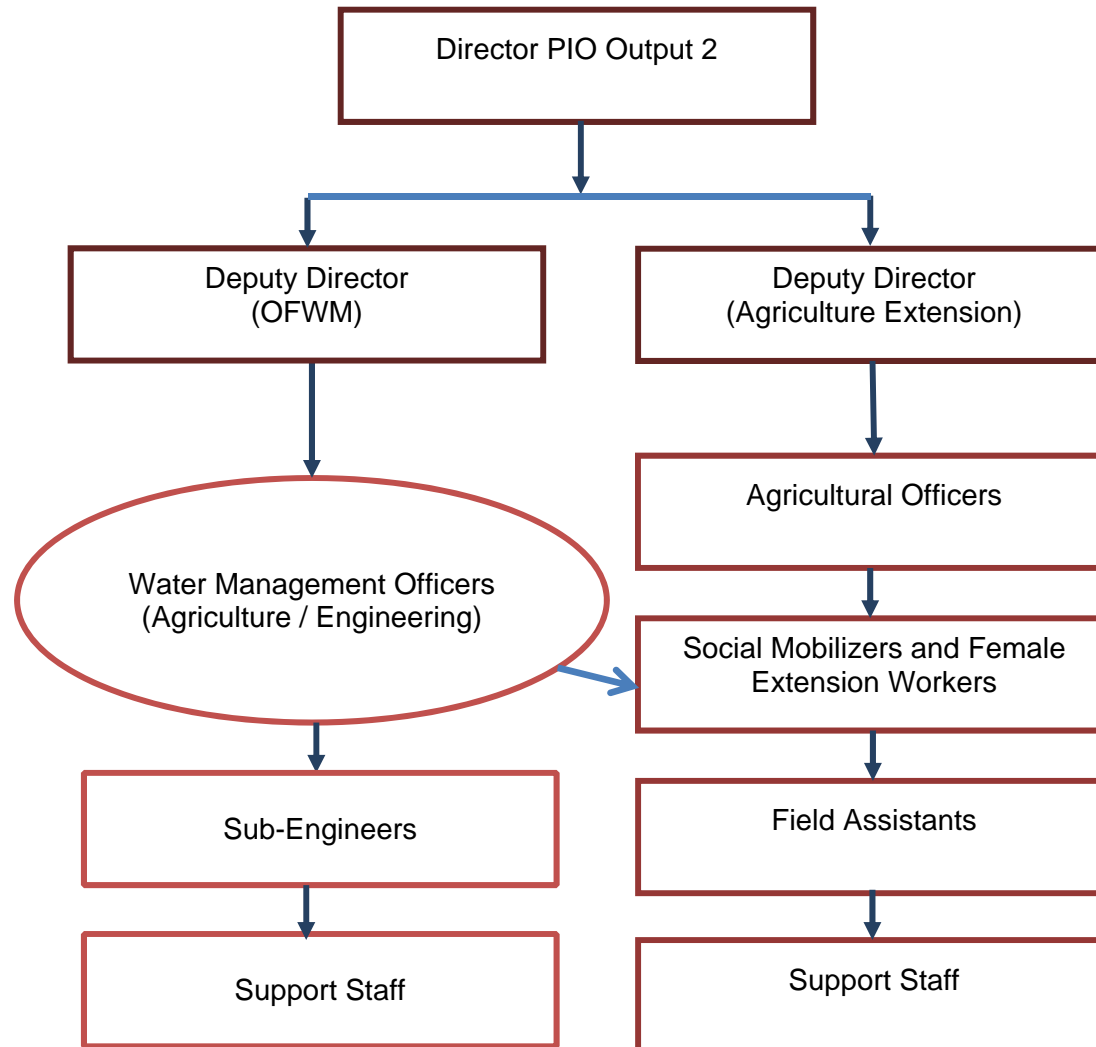 Director PIO Output 2
Deputy Director
(OFWM)
Deputy Director
(Agriculture Extension)
Agricultural Officers
Water Management Officers
(Agriculture / Engineering)
Social Mobilizers and Female
Extension Workers
Sub-Engineers
Field Assistants
Support Staff
Support Staff